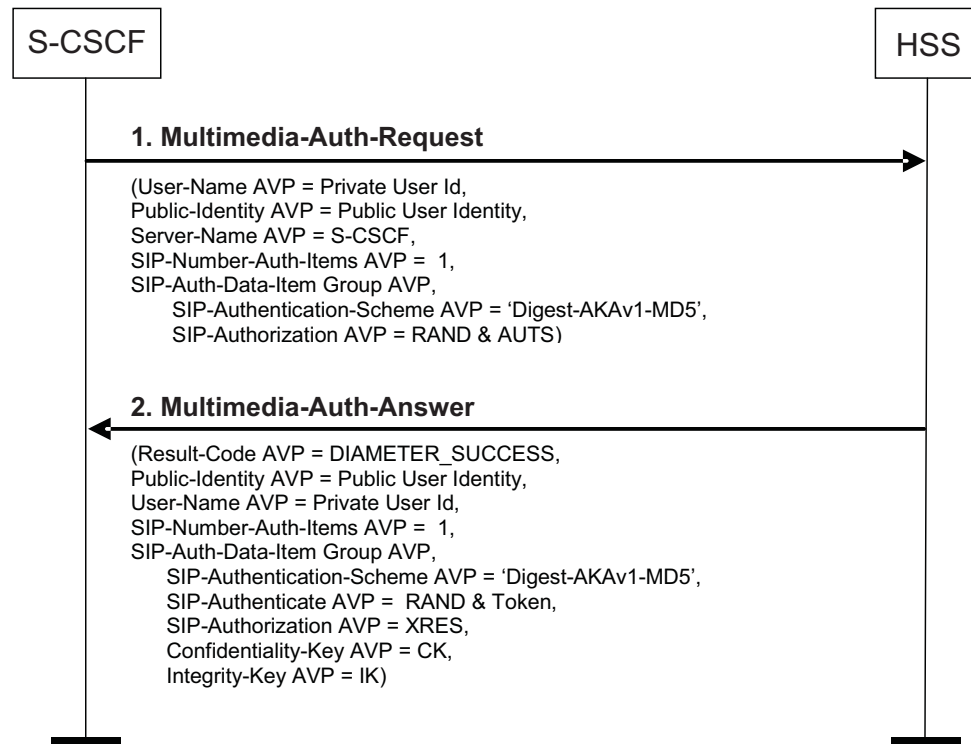 S-CSCF
HSS
1. Multimedia-Auth-Request
(User-Name AVP = Private User Id,
Public-Identity AVP = Public User Identity,
Server-Name AVP = S-CSCF,
SIP-Number-Auth-Items AVP =  1,
SIP-Auth-Data-Item Group AVP,
SIP-Authentication-Scheme AVP = ‘Digest-AKAv1-MD5’,
SIP-Authorization AVP = RAND & AUTS)
2. Multimedia-Auth-Answer
(Result-Code AVP = DIAMETER_SUCCESS,
Public-Identity AVP = Public User Identity,
User-Name AVP = Private User Id,
SIP-Number-Auth-Items AVP =  1,
SIP-Auth-Data-Item Group AVP,
SIP-Authentication-Scheme AVP = ‘Digest-AKAv1-MD5’,
SIP-Authenticate AVP =  RAND & Token,
SIP-Authorization AVP = XRES,
Confidentiality-Key AVP = CK,
Integrity-Key AVP = IK)